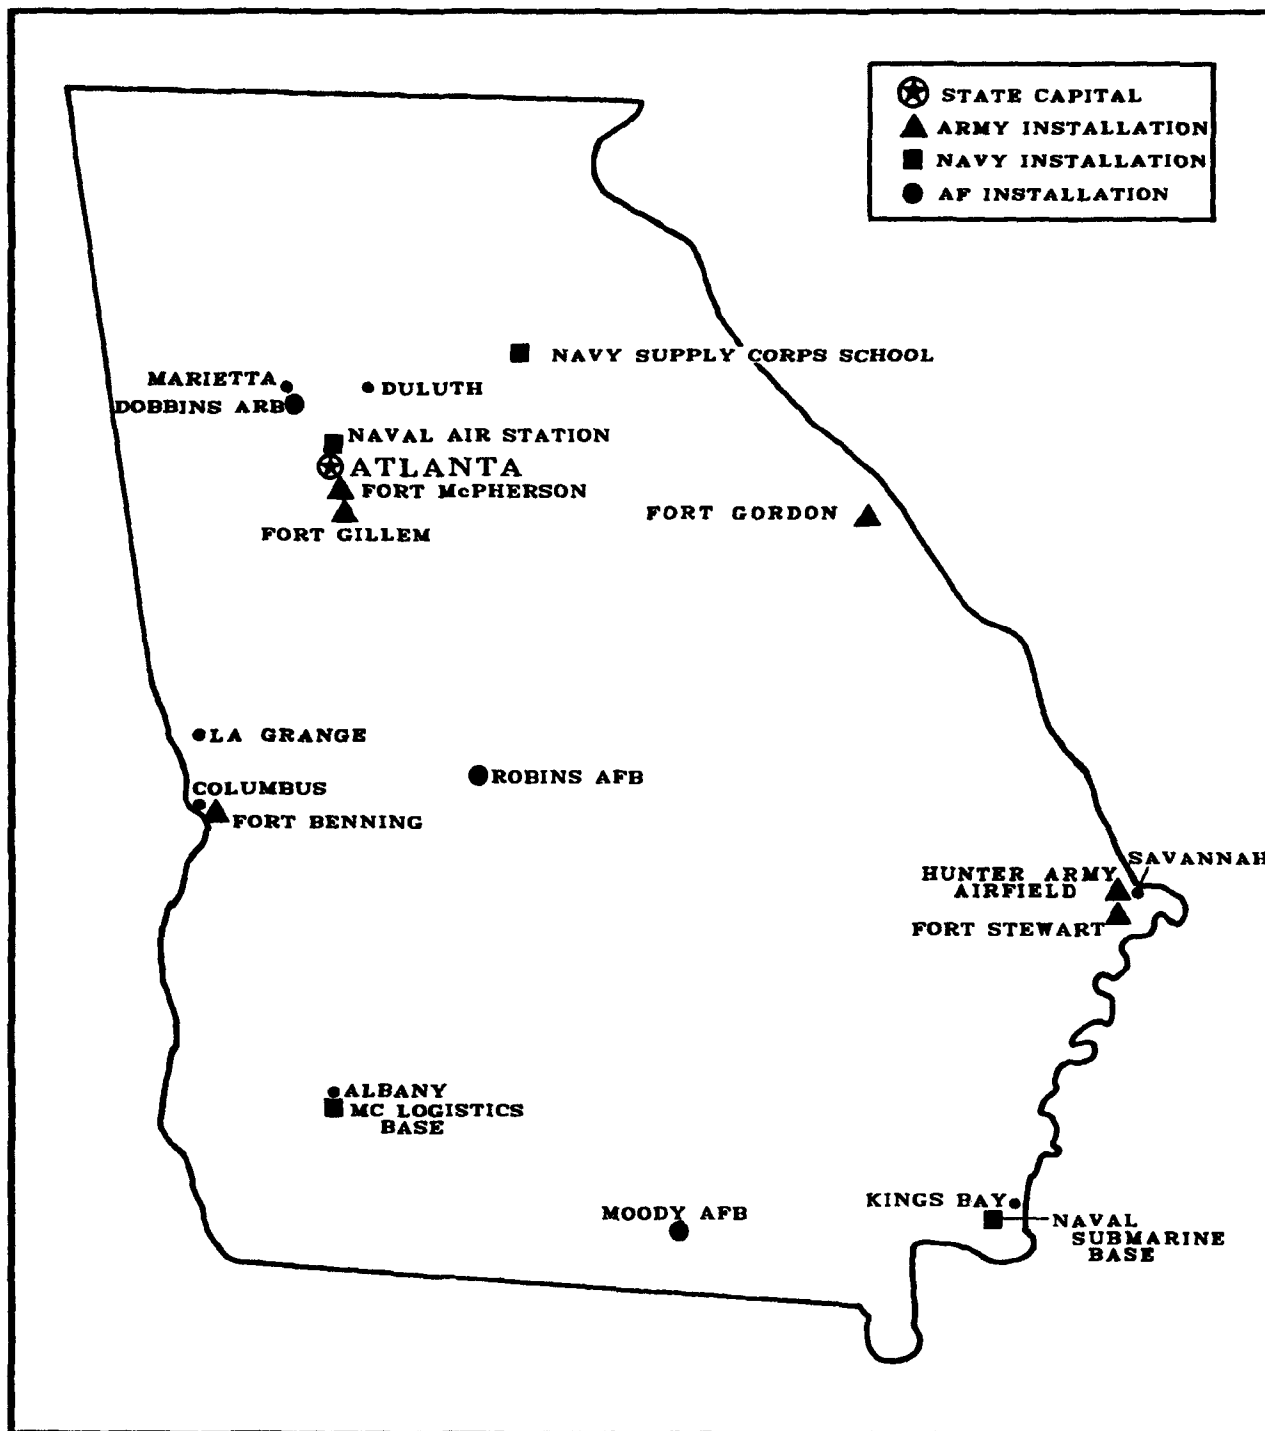 STATE CAPITAL
ARMY INSTALLATION
NAVY INSTALLATION
AF INSTALLATION
NAVY SUPPLY CORPS SCHOOL
MARIETTA
DULUTH
DOBBINS ARB
NAVAL AIR STATION
ATLANTA
FORT McPHERSON
FORT GORDON
FORT GILLEM
LA GRANGE
ROBINS AFB
COLUMBUS
FORT BENNING
SAVANNAH
HUNTER ARMY
AIRFIELD
FORT STEWART
ALBANY
MC LOGISTICS
BASE
KINGS BAY
MOODY AFB
NAVAL
SUBMARINE
BASE